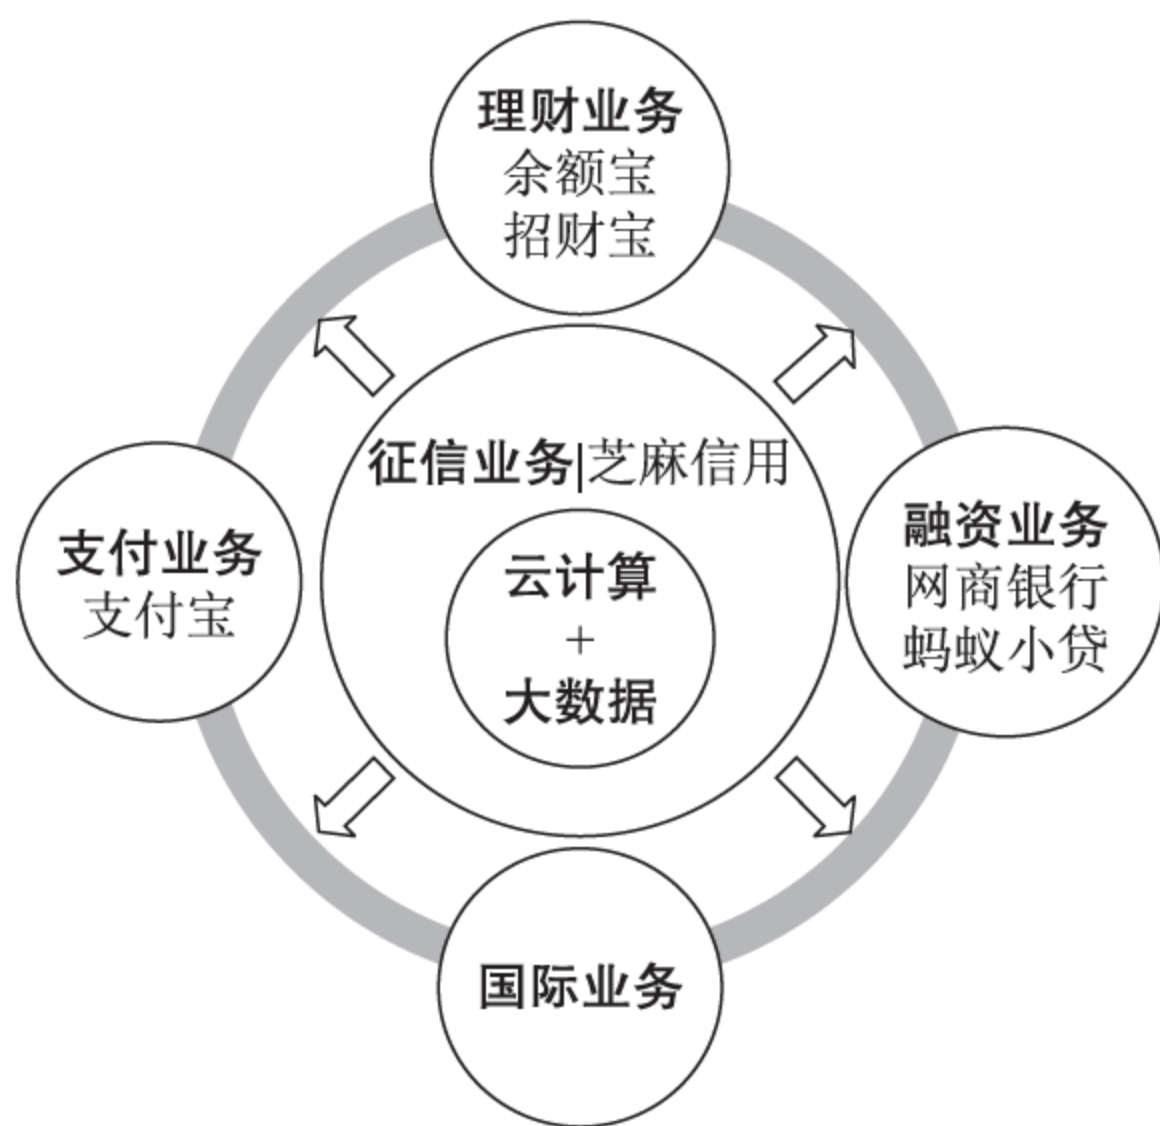 理财业务
余额宝
招财宝
征信业务|芝麻信用
云计算
+
大数据
支付业务
支付宝
融资业务
网商银行
蚂蚁小贷
国际业务